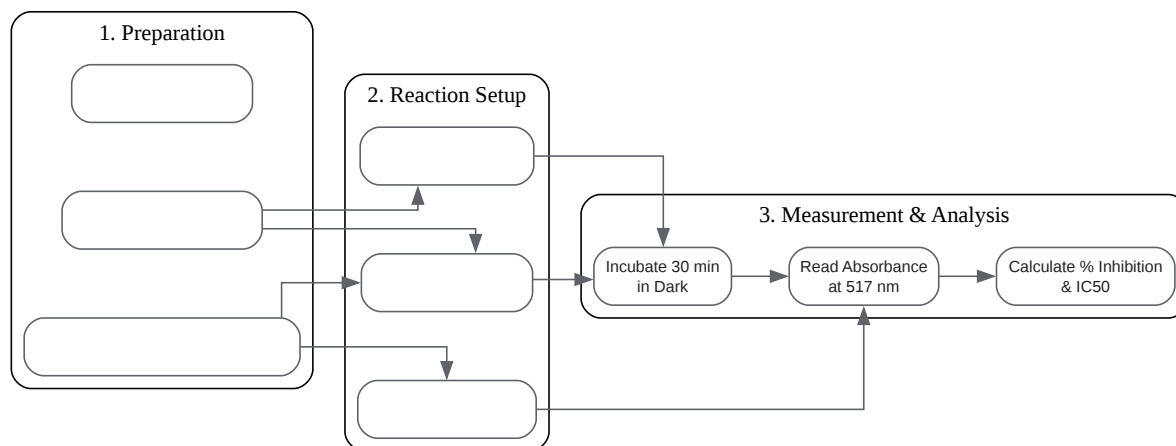 1. Preparation
2. Reaction Setup
3. Measurement & Analysis
Incubate 30 min
in Dark
Read Absorbance
at 517 nm
Calculate % Inhibition
& IC50